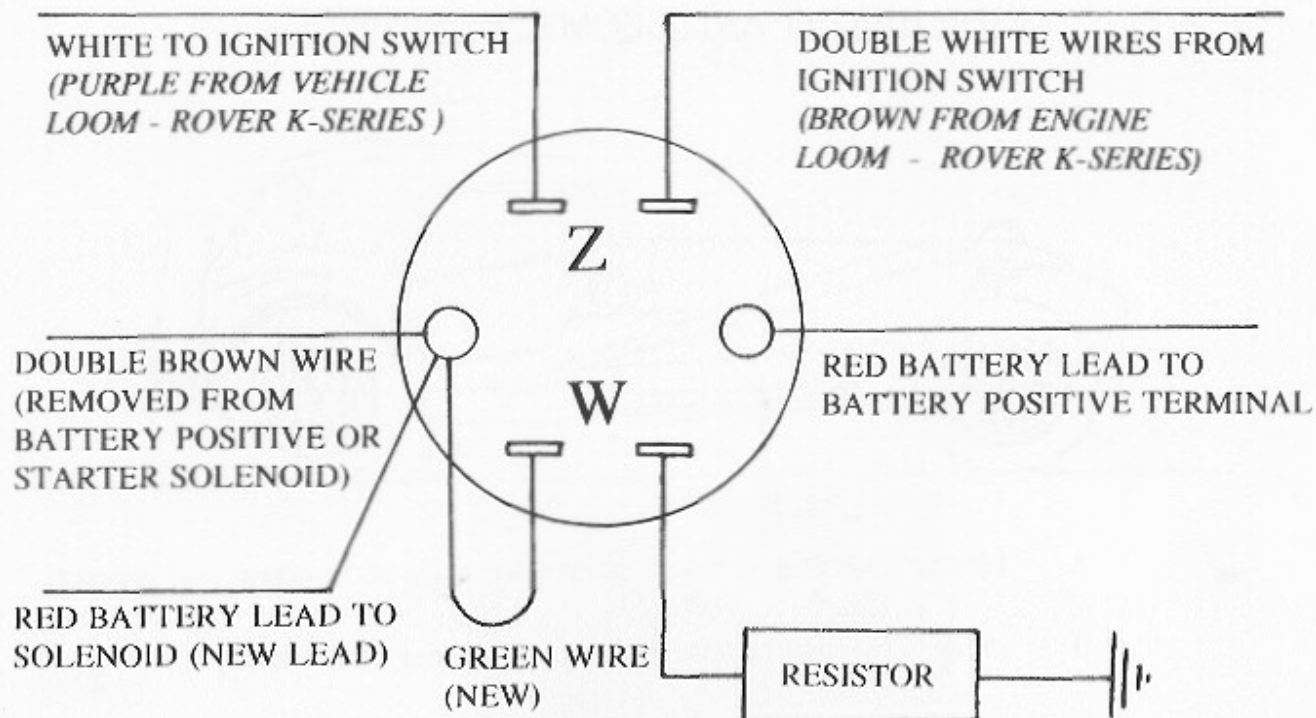 WHITE TO IGNITION SWITCH
(PURPLE FROM VEHICLE
LOOM - ROVER K-SERIES )
DOUBLE WHITE WIRES FROM
IGNITION SWITCH
(BROWN FROM ENGINE
LOOM - ROVER K-SERIES)
Z
DOUBLE BROWN WIRE
(REMOVED FROM
BATTERY POSITIVE OR
STARTER SOLENOID)
W
RED BATTERY LEAD TO
BATTERY POSITIVE TERMINAL
RED BATTERY LEAD TO
SOLENOID (NEW LEAD)
GREEN WIRE
(NEW)
RESISTOR